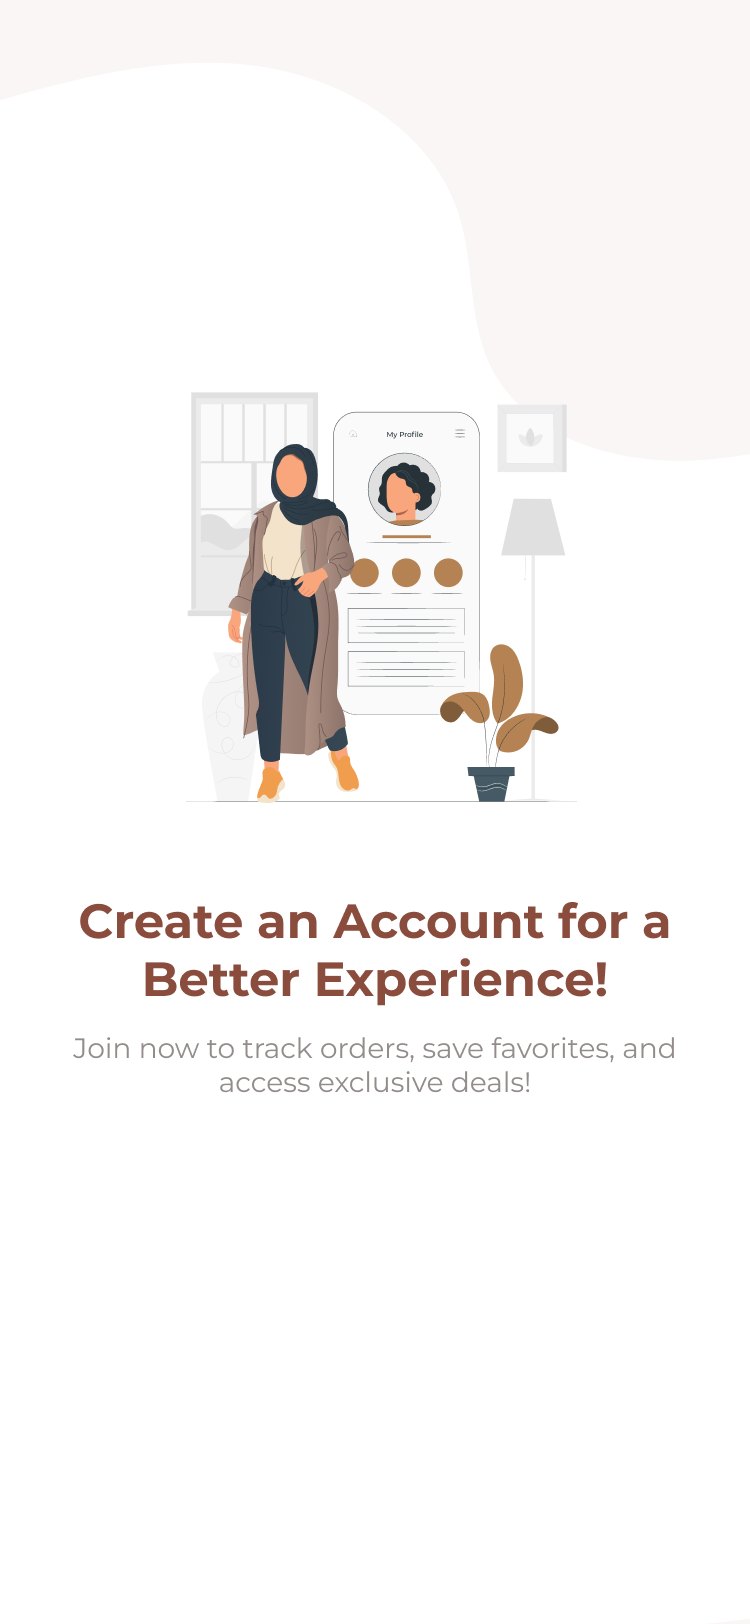 My Profile
Create an Account for a
Better Experience!
Join now to track orders, save favorites, and
access exclusive deals!